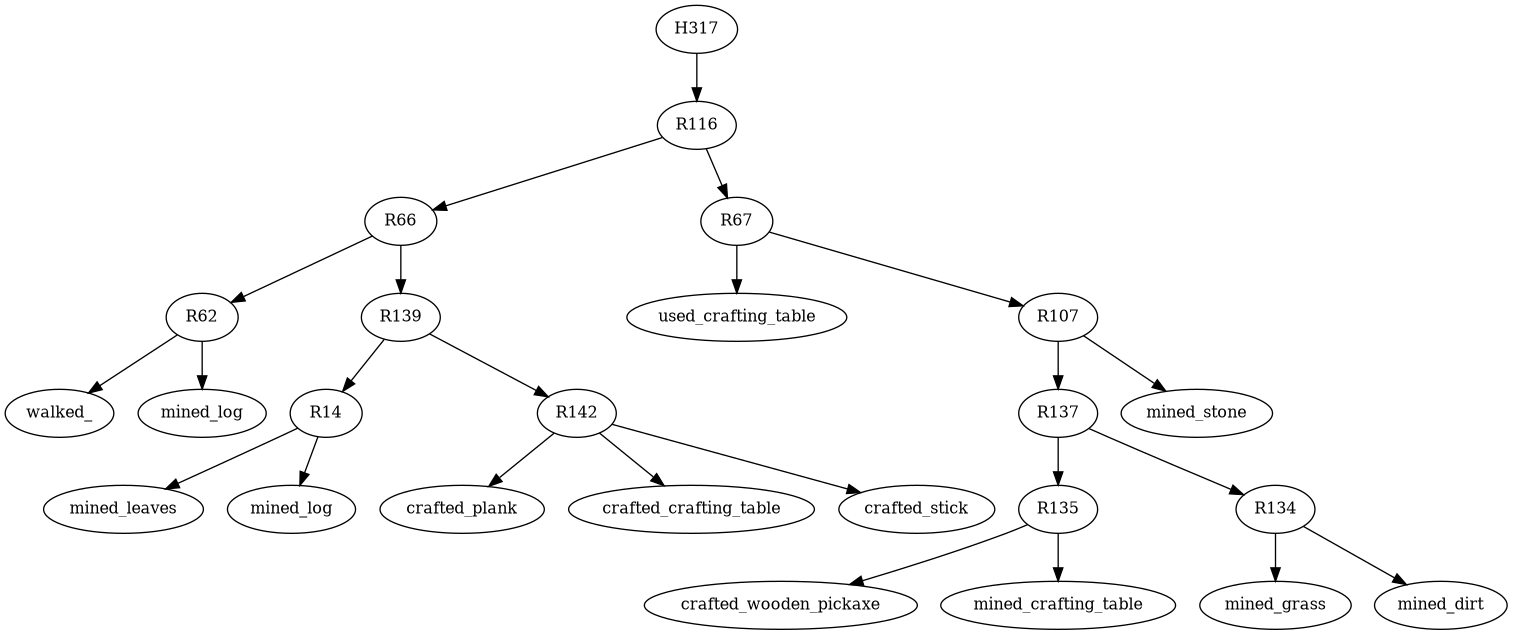 H317
R116
R66
R67
R62
R139
used_crafting_table
R107
walked_
mined_log
R14
R142
R137
mined_stone
mined_leaves
mined_log
crafted_plank
crafted_crafting_table
crafted_stick
R135
R134
crafted_wooden_pickaxe
mined_crafting_table
mined_grass
mined_dirt